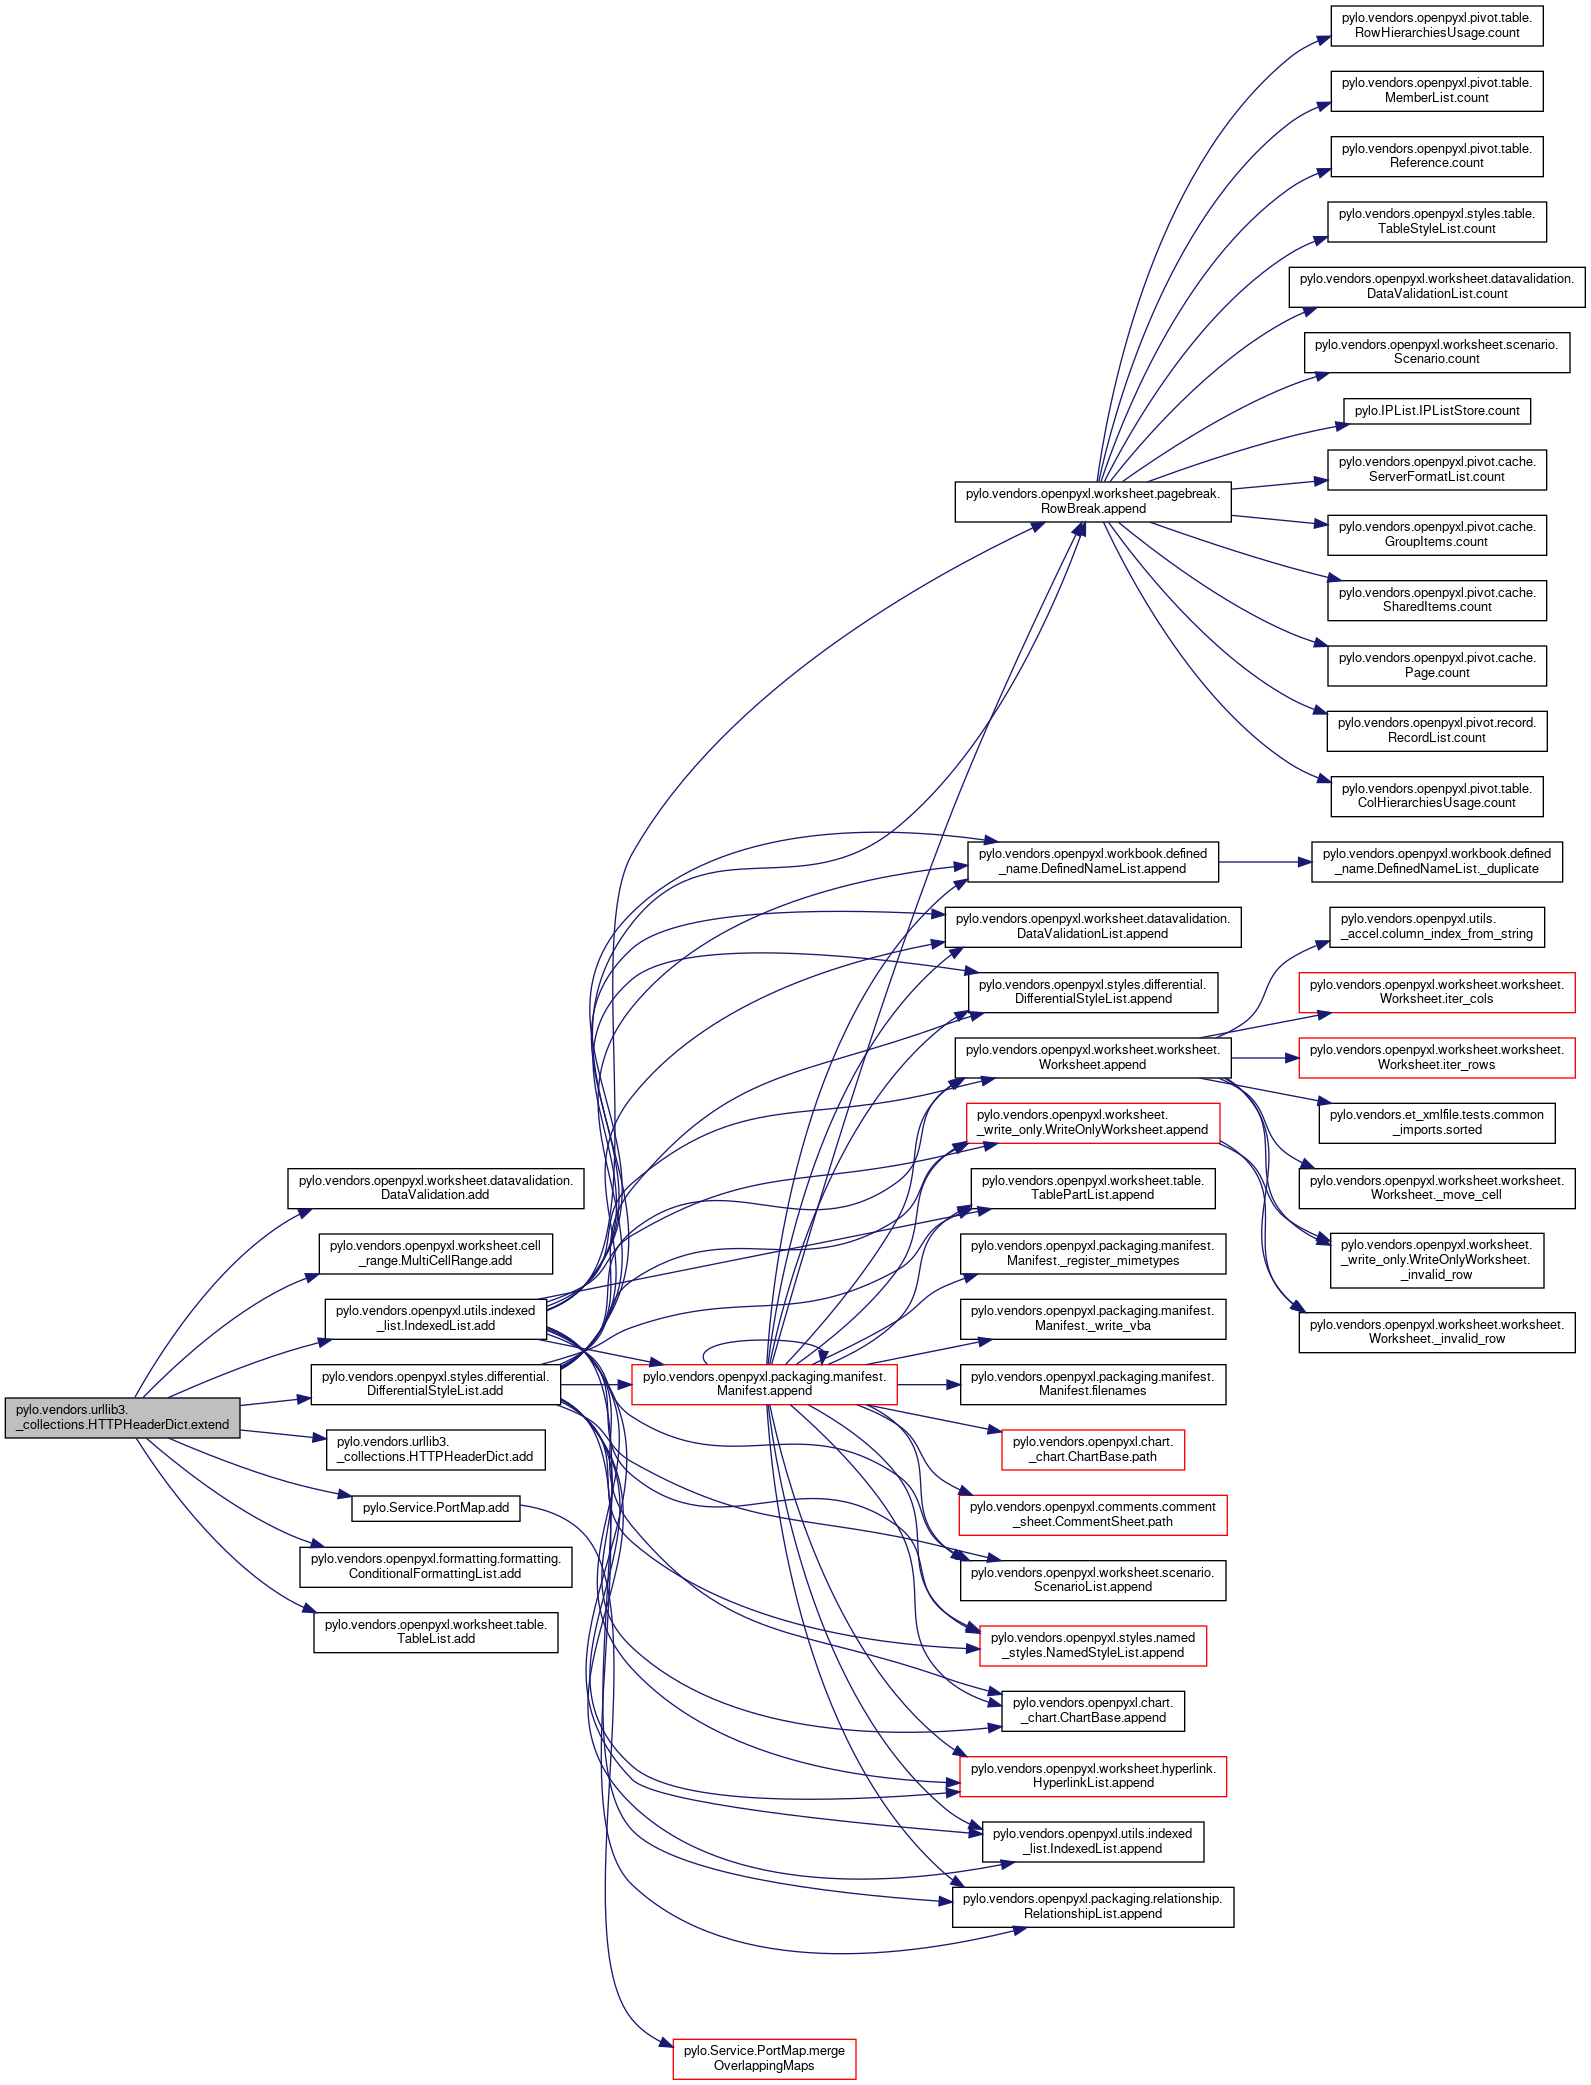 pylo.vendors.urllib3.
_collections.HTTPHeaderDict.extend
pylo.vendors.openpyxl.worksheet.datavalidation.
DataValidation.add
pylo.vendors.openpyxl.worksheet.cell
_range.MultiCellRange.add
pylo.vendors.openpyxl.utils.indexed
_list.IndexedList.add
pylo.vendors.openpyxl.styles.differential.
DifferentialStyleList.add
pylo.vendors.urllib3.
_collections.HTTPHeaderDict.add
pylo.Service.PortMap.add
pylo.vendors.openpyxl.formatting.formatting.
ConditionalFormattingList.add
pylo.vendors.openpyxl.worksheet.table.
TableList.add
pylo.vendors.openpyxl.packaging.manifest.
Manifest.append
pylo.Service.PortMap.merge
OverlappingMaps
pylo.vendors.openpyxl.worksheet.pagebreak.
RowBreak.append
pylo.vendors.openpyxl.workbook.defined
_name.DefinedNameList.append
pylo.vendors.openpyxl.worksheet.datavalidation.
DataValidationList.append
pylo.vendors.openpyxl.styles.differential.
DifferentialStyleList.append
pylo.vendors.openpyxl.worksheet.worksheet.
Worksheet.append
pylo.vendors.openpyxl.worksheet.
_write_only.WriteOnlyWorksheet.append
pylo.vendors.openpyxl.worksheet.table.
TablePartList.append
pylo.vendors.openpyxl.packaging.manifest.
Manifest._register_mimetypes
pylo.vendors.openpyxl.packaging.manifest.
Manifest._write_vba
pylo.vendors.openpyxl.packaging.manifest.
Manifest.filenames
pylo.vendors.openpyxl.chart.
_chart.ChartBase.path
pylo.vendors.openpyxl.comments.comment
_sheet.CommentSheet.path
pylo.vendors.openpyxl.worksheet.scenario.
ScenarioList.append
pylo.vendors.openpyxl.styles.named
_styles.NamedStyleList.append
pylo.vendors.openpyxl.chart.
_chart.ChartBase.append
pylo.vendors.openpyxl.worksheet.hyperlink.
HyperlinkList.append
pylo.vendors.openpyxl.utils.indexed
_list.IndexedList.append
pylo.vendors.openpyxl.packaging.relationship.
RelationshipList.append
pylo.vendors.openpyxl.pivot.table.
RowHierarchiesUsage.count
pylo.vendors.openpyxl.pivot.table.
MemberList.count
pylo.vendors.openpyxl.pivot.table.
Reference.count
pylo.vendors.openpyxl.styles.table.
TableStyleList.count
pylo.vendors.openpyxl.worksheet.datavalidation.
DataValidationList.count
pylo.vendors.openpyxl.worksheet.scenario.
Scenario.count
pylo.IPList.IPListStore.count
pylo.vendors.openpyxl.pivot.cache.
ServerFormatList.count
pylo.vendors.openpyxl.pivot.cache.
GroupItems.count
pylo.vendors.openpyxl.pivot.cache.
SharedItems.count
pylo.vendors.openpyxl.pivot.cache.
Page.count
pylo.vendors.openpyxl.pivot.record.
RecordList.count
pylo.vendors.openpyxl.pivot.table.
ColHierarchiesUsage.count
pylo.vendors.openpyxl.workbook.defined
_name.DefinedNameList._duplicate
pylo.vendors.openpyxl.utils.
_accel.column_index_from_string
pylo.vendors.openpyxl.worksheet.worksheet.
Worksheet.iter_cols
pylo.vendors.openpyxl.worksheet.worksheet.
Worksheet.iter_rows
pylo.vendors.et_xmlfile.tests.common
_imports.sorted
pylo.vendors.openpyxl.worksheet.worksheet.
Worksheet._move_cell
pylo.vendors.openpyxl.worksheet.
_write_only.WriteOnlyWorksheet.
_invalid_row
pylo.vendors.openpyxl.worksheet.worksheet.
Worksheet._invalid_row